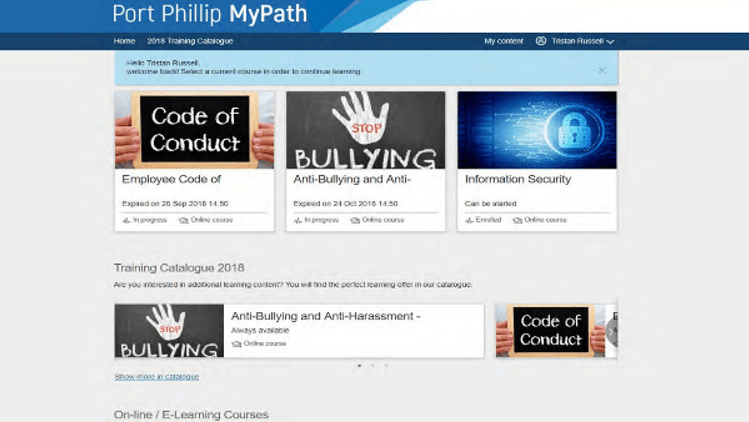 Port Phillip MyPath
Home 2018 Training Catalogue My content Tristan Russell
Hello Tristan Russell,
welcome back! Select a current course in order to continue learning.
Code of
Conduct
STOP
BULLYING
Employee Code of
Anti-Bullying and Anti-
Information Security
Expired on 26 Sep 2018 14:50
Expired on 24 Oct 2018 14:50
Can be started
In progress Online course
In progress Online course
Enrolled Online course
Training Catalogue 2018
Are you interested in additional learning content? You will find the perfect learning offer in our catalogue.
STOP
BULLYING
Anti-Bullying and Anti-Harassment -
Always available
Online course
Code of
Conduct
Show more in catalogue
On-line / E-Learning Courses